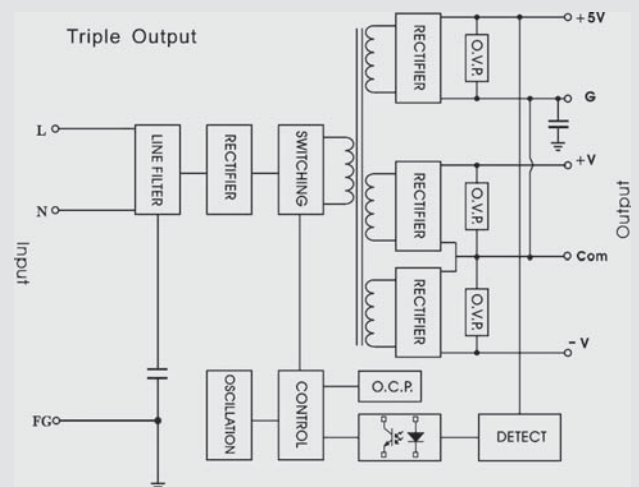 Triple Output
L
N
Input
FG
LINE FILTER
RECTIFIER
SWITCHING
RECTIFIER
O.V.P.
+5V
G
RECTIFIER
O.V.P.
+V
Output
Com
RECTIFIER
O.V.P.
- V
OSCILLATION
CONTROL
O.C.P.
DETECT